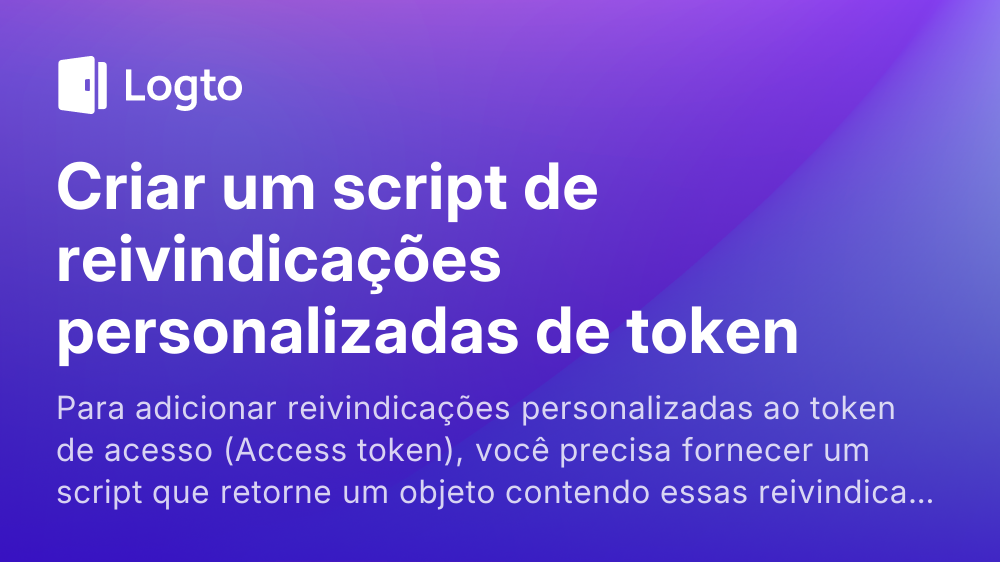 Logto
Criar um script de
reivindicações
personalizadas de token
Para adicionar reivindicações personalizadas ao token
de acesso (Access token), você precisa fornecer um
script que retorne um objeto contendo essas reivindica...